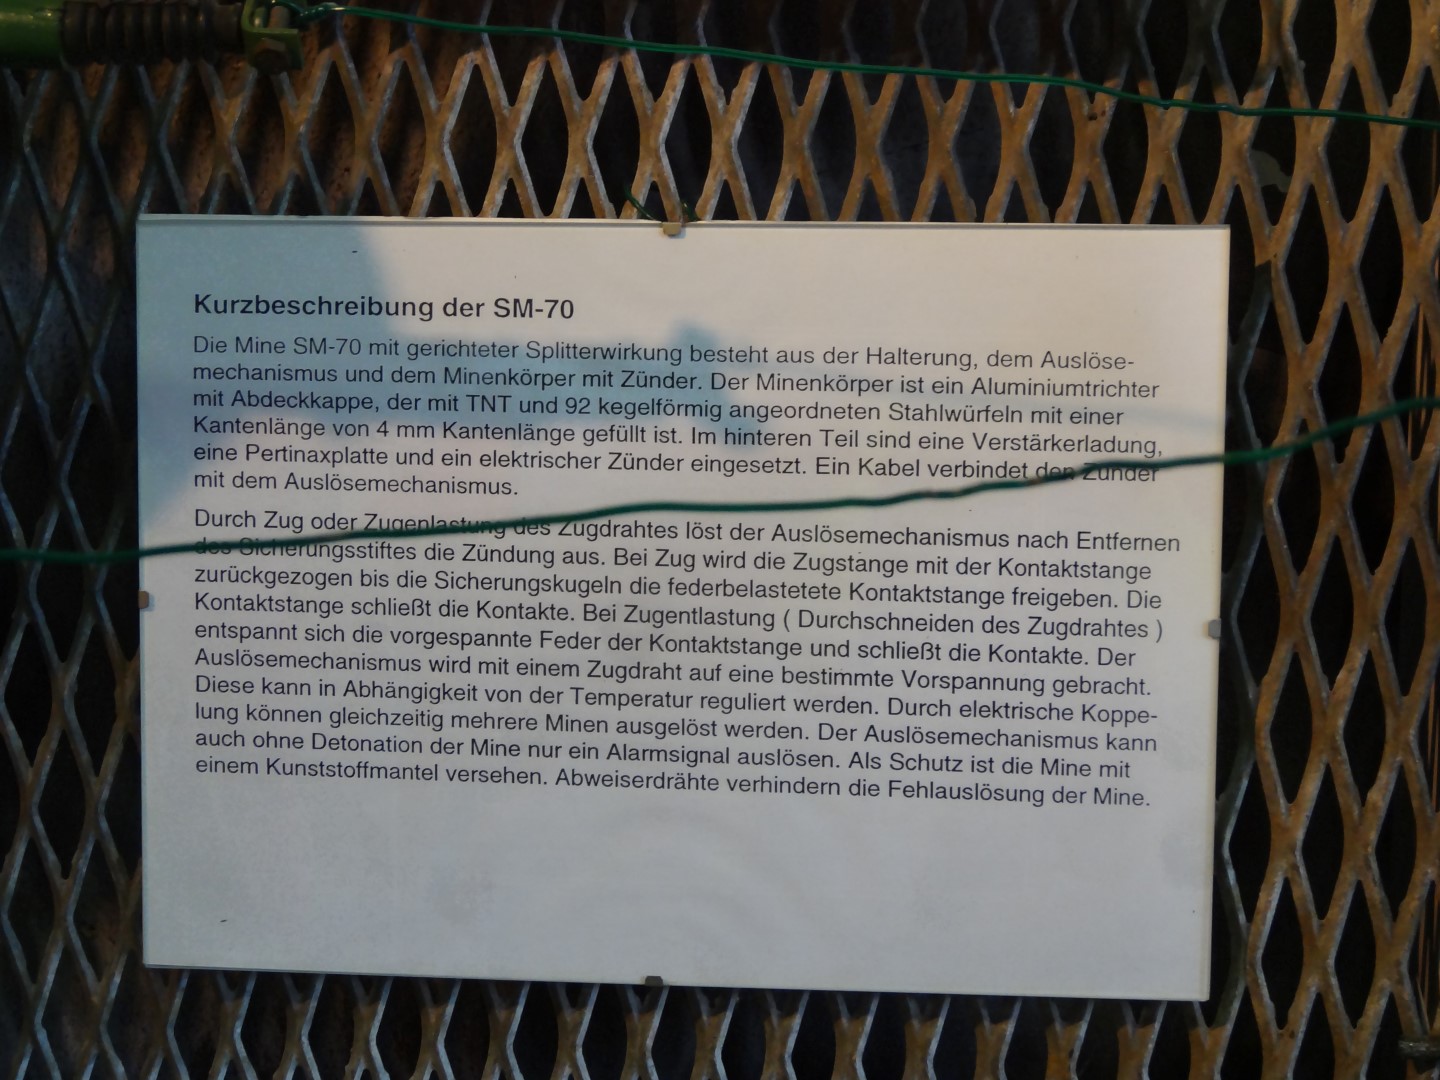 Kurzbeschreibung der SM-70
Die Mine SM-70 mit gerichteter Splitterwirkung besteht aus der Halterung, dem Auslöse-
mechanismus und dem Minenkörper mit Zünder. Der Minenkörper ist ein Aluminiumtrichter
mit Abdeckkappe, der mit TNT und 92 kegelförmig angeordneten Stahlwürfeln mit einer
Kantenlänge von 4 mm Kantenlänge gefüllt ist. Im hinteren Teil sind eine Verstärkerladung,
eine Pertinaxplatte und ein elektrischer Zünder eingesetzt. Ein Kabel verbindet den Zünder
mit dem Auslösemechanismus.
Durch Zug oder Zugenlastung des Zugdrahtes löst der Auslösemechanismus nach Entfernen
des Sicherungsstiftes die Zündung aus. Bei Zug wird die Zugstange mit der Kontaktstange
zurückgezogen bis die Sicherungskugeln die federbelastetete Kontaktstange freigeben. Die
Kontaktstange schließt die Kontakte. Bei Zugentlastung ( Durchschneiden des Zugdrahtes )
entspannt sich die vorgespannte Feder der Kontaktstange und schließt die Kontakte. Der
Auslösemechanismus wird mit einem Zugdraht auf eine bestimmte Vorspannung gebracht.
Diese kann in Abhängigkeit von der Temperatur reguliert werden. Durch elektrische Koppe-
lung können gleichzeitig mehrere Minen ausgelöst werden. Der Auslösemechanismus kann
auch ohne Detonation der Mine nur ein Alarmsignal auslösen. Als Schutz ist die Mine mit
einem Kunststoffmantel versehen. Abweiserdrähte verhindern die Fehlauslösung der Mine.